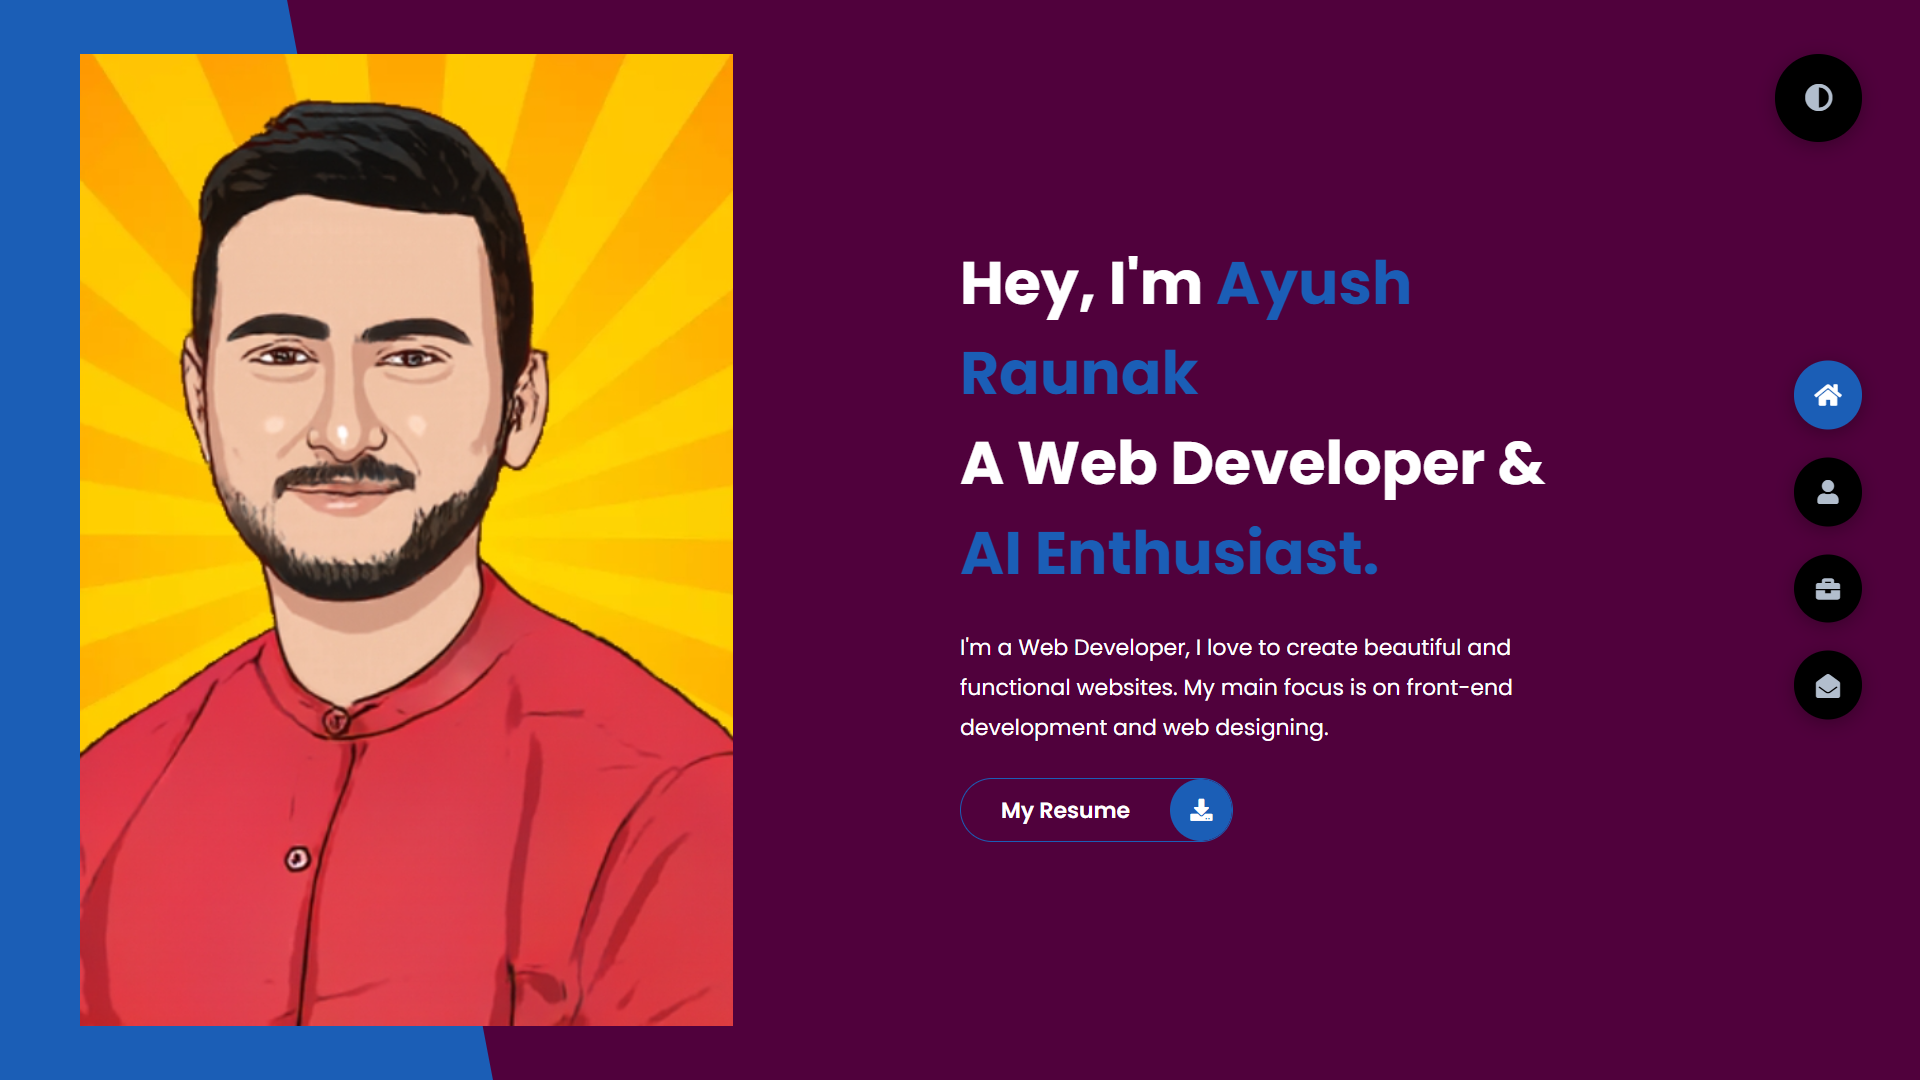 Hey, I'm Ayush
Raunak
A Web Developer &
AI Enthusiast.
I'm a Web Developer, I love to create beautiful and
functional websites. My main focus is on front-end
development and web designing.
My Resume